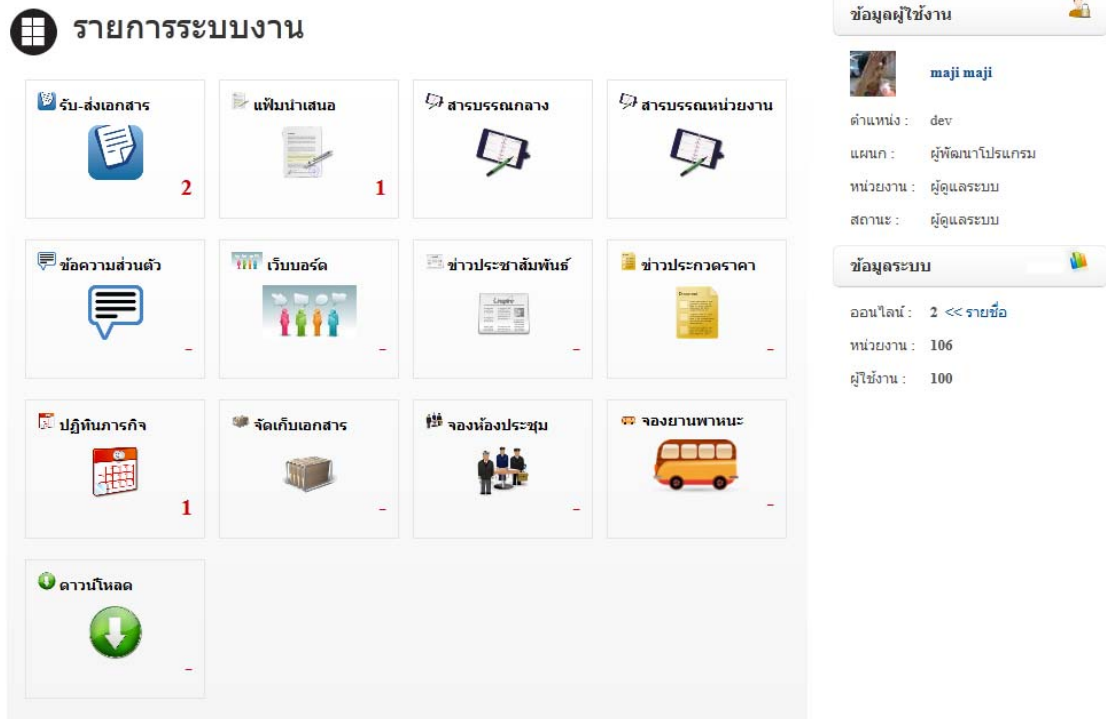 รายการระบบงาน
รับ-ส่งเอกสาร
2
แฟ้มนำเสนอ
1
สารบรรณกลาง
สารบรรณหน่วยงาน
ข้อความส่วนตัว
-
เว็บบอร์ด
-
ข่าวประชาสัมพันธ์
-
ข่าวประกวดราคา
-
ปฏิทินภารกิจ
1
จัดเก็บเอกสาร
-
จองห้องประชุม
-
จองยานพาหนะ
-
ดาวน์โหลด
-
ข้อมูลผู้ใช้งาน
maji maji
ตำแหน่ง : dev
แผนก : ผู้พัฒนาโปรแกรม
หน่วยงาน : ผู้ดูแลระบบ
สถานะ : ผู้ดูแลระบบ
ข้อมูลระบบ
ออนไลน์ : 2 << รายชื่อ
หน่วยงาน : 106
ผู้ใช้งาน : 100